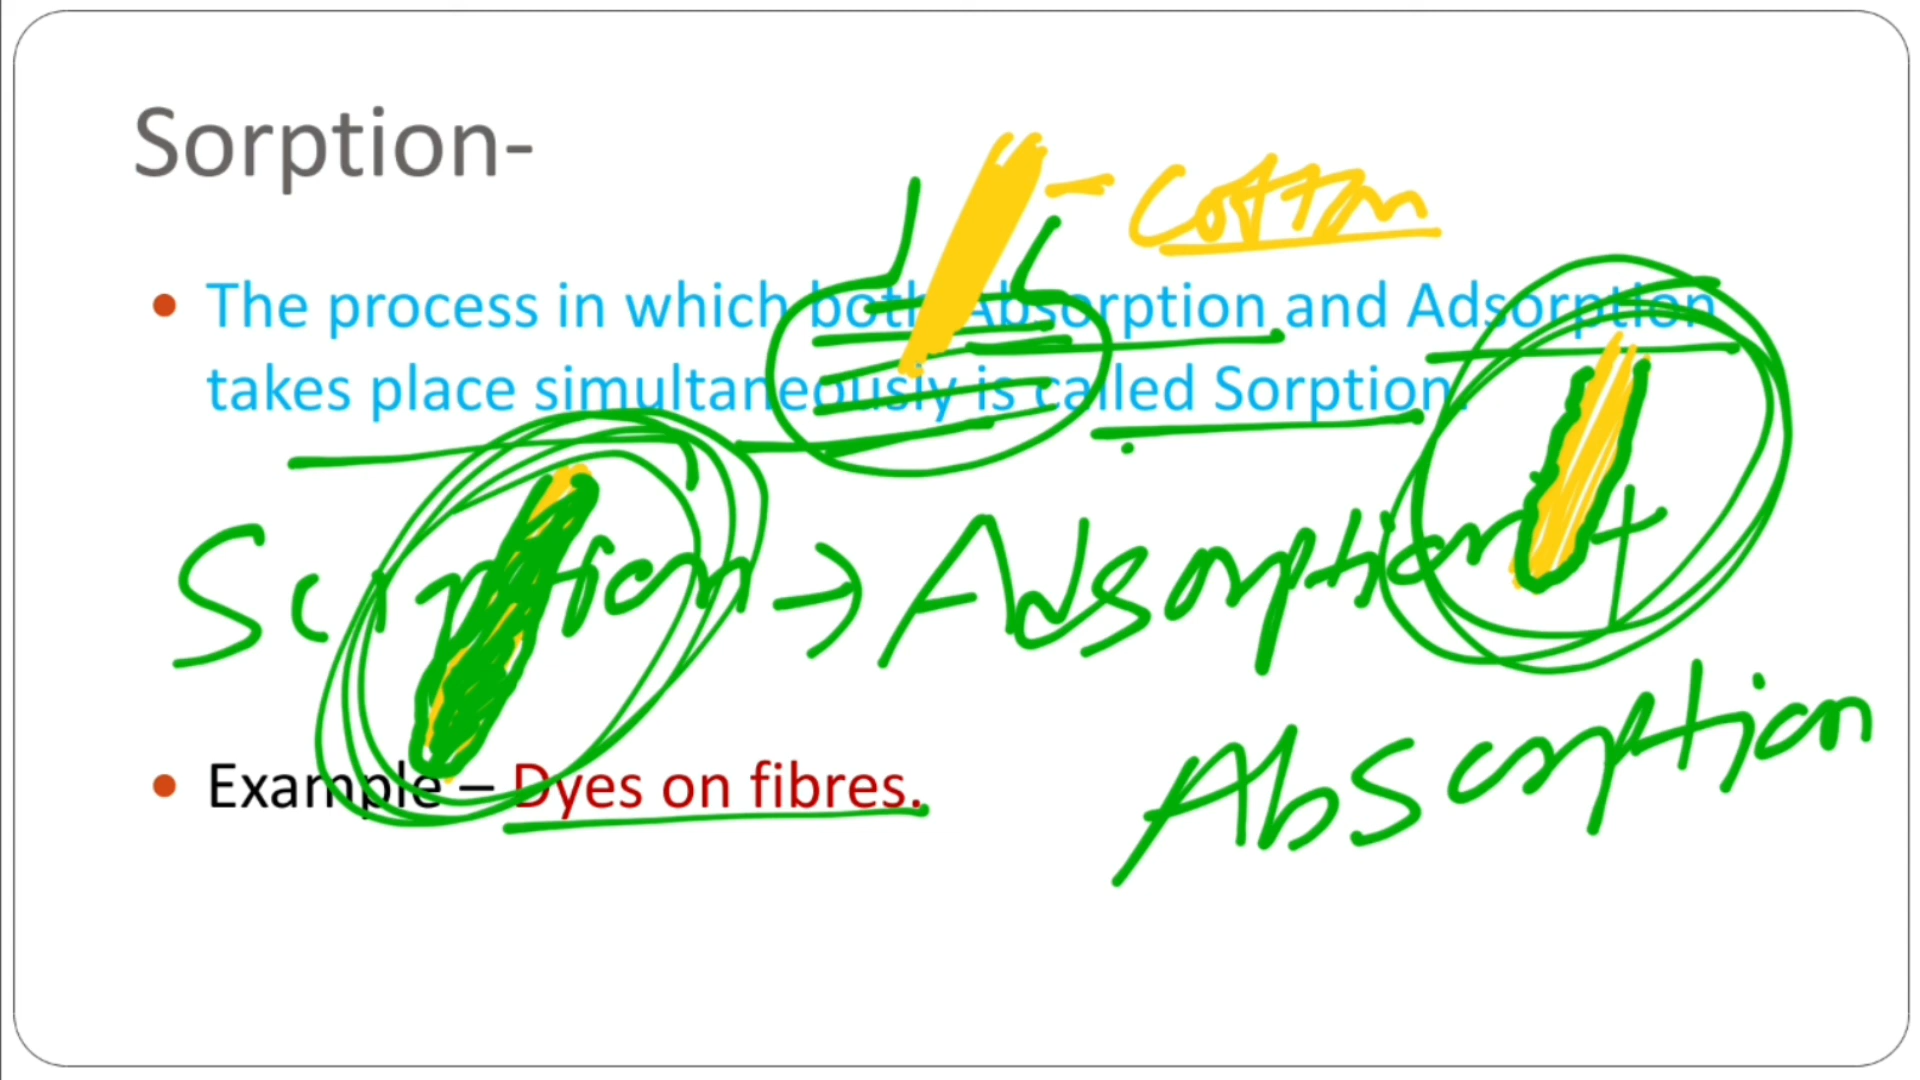 Sorption-
Cotton
• The process in which both Absorption and Adsorption
takes place simultaneously is called Sorption.
Sorption → Adsorption +
Absorption
• Example – Dyes on fibres.